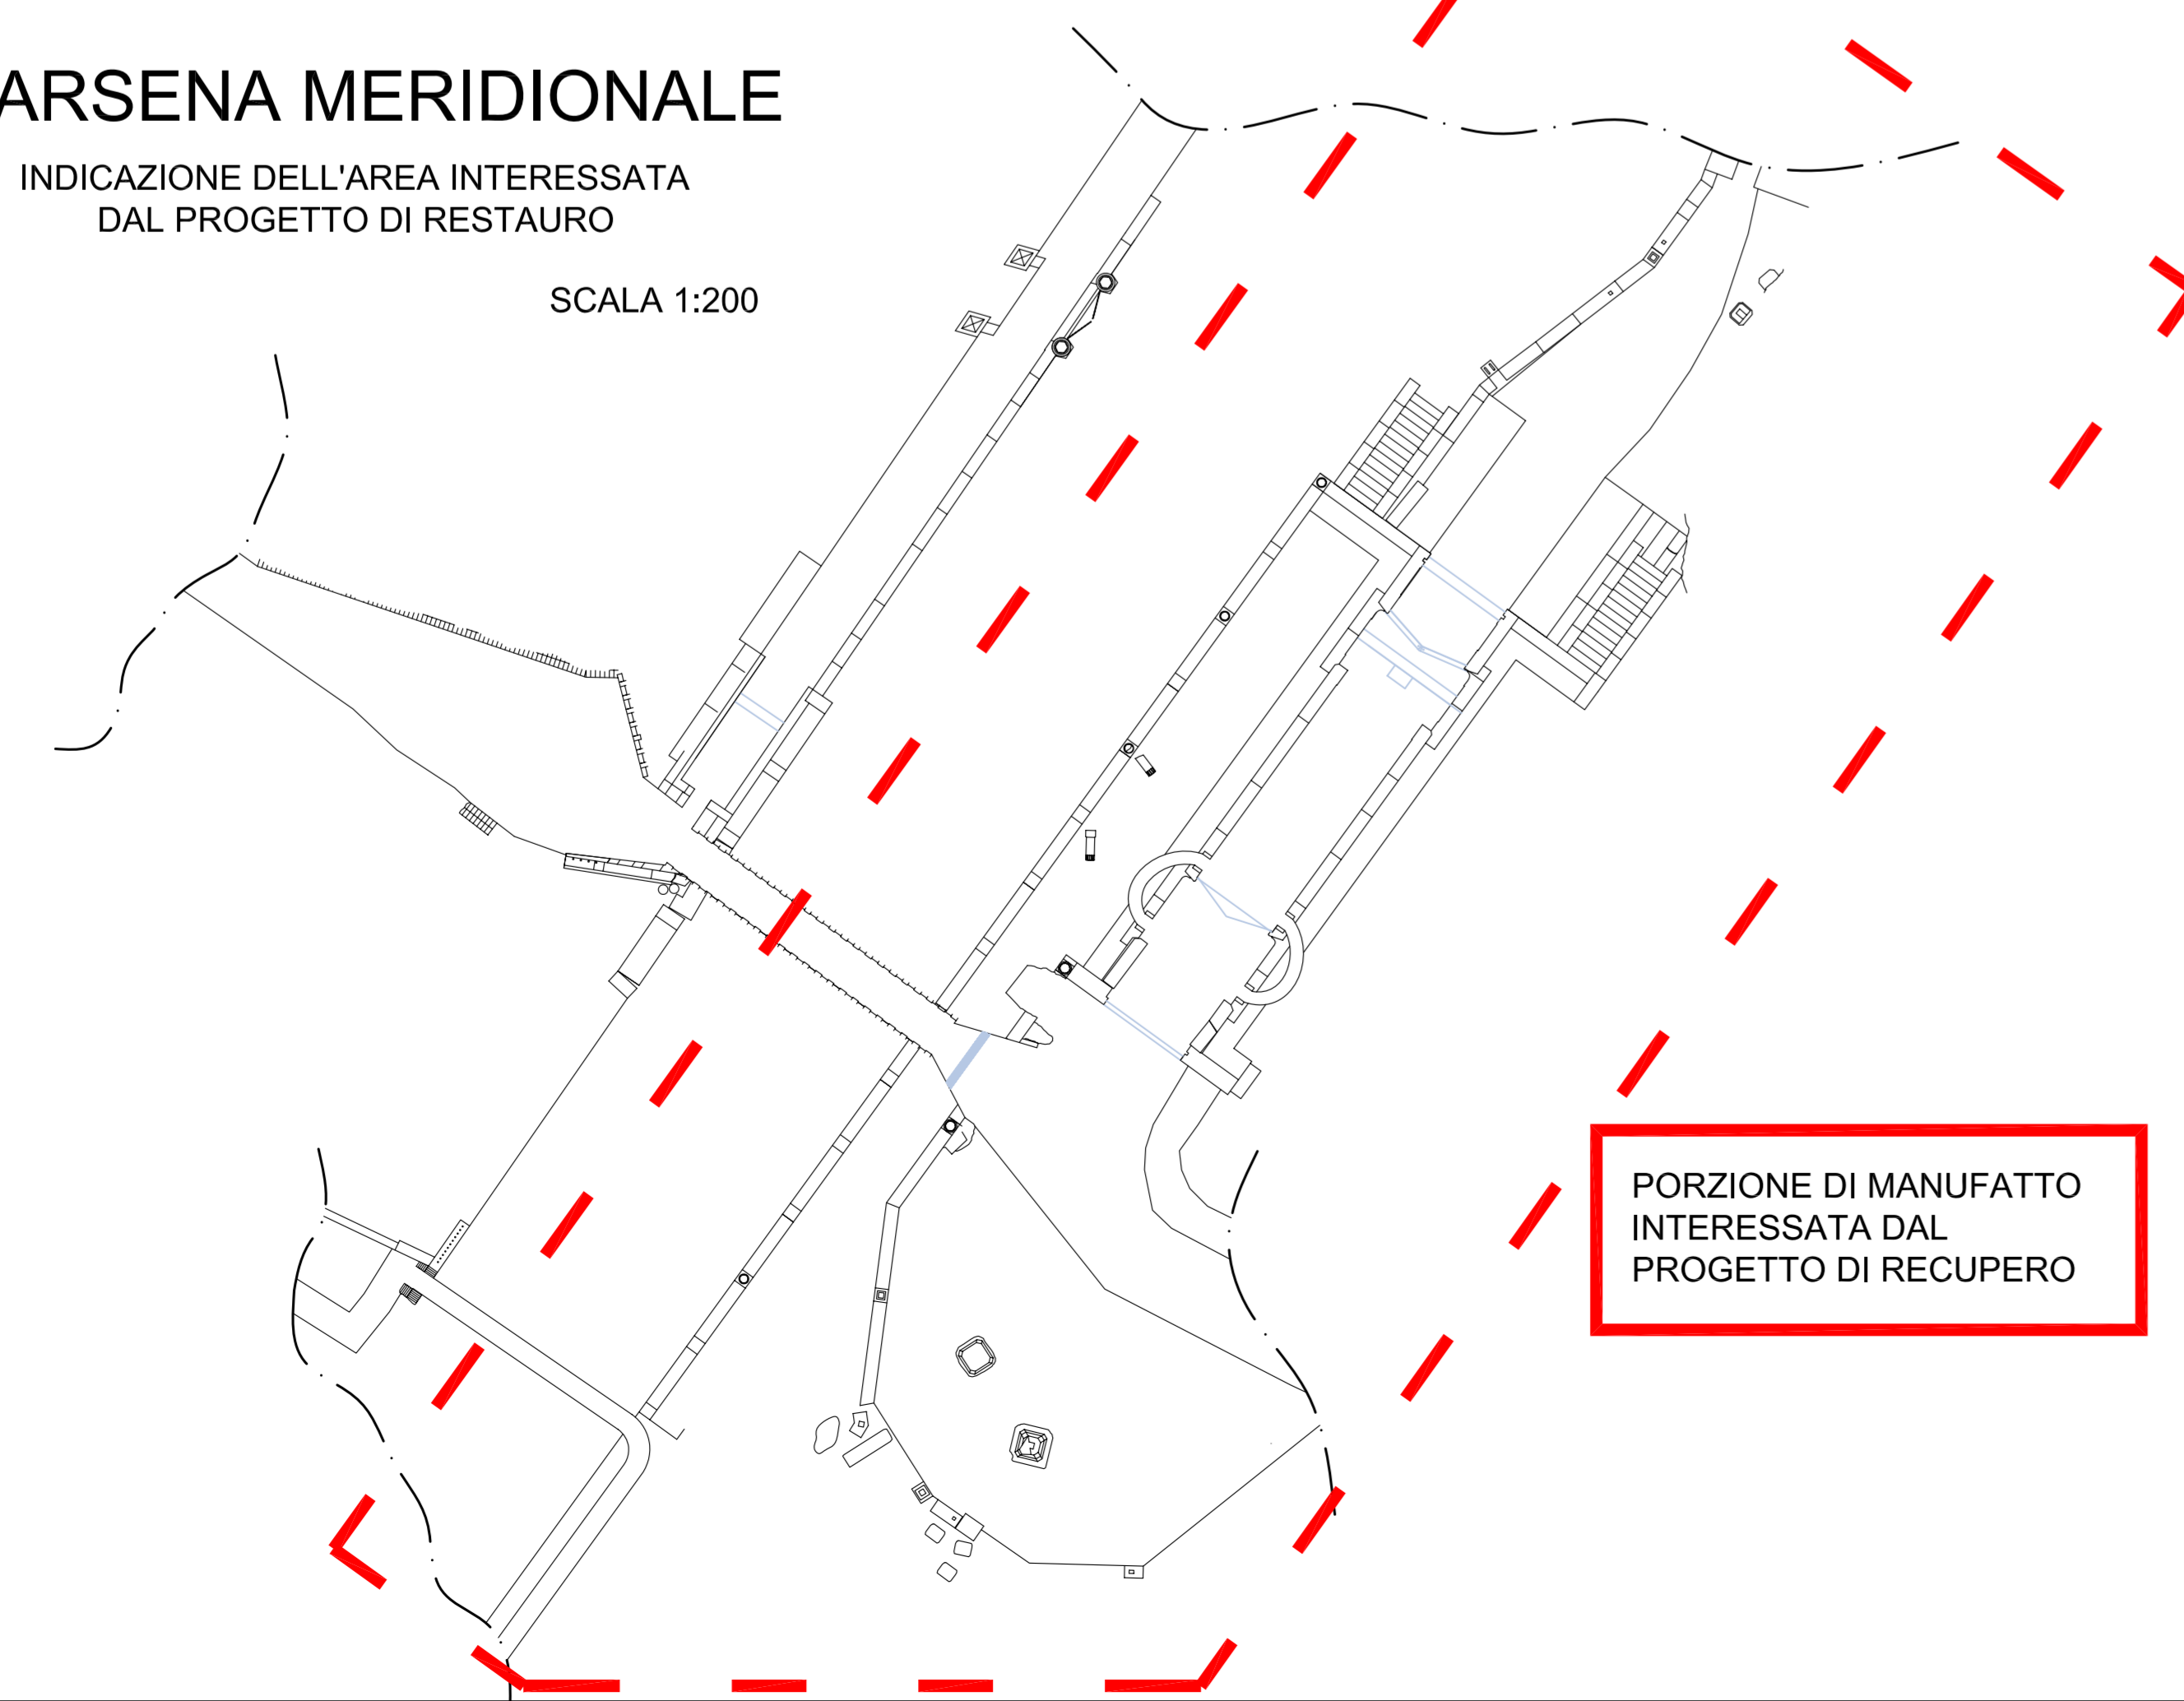 ARSENA MERIDIONALE
INDICAZIONE DELL'AREA INTERESSATA
DAL PROGETTO DI RESTAURO
SCALA 1:200
PORZIONE DI MANUFATTO
INTERESSATA DAL
PROGETTO DI RECUPERO